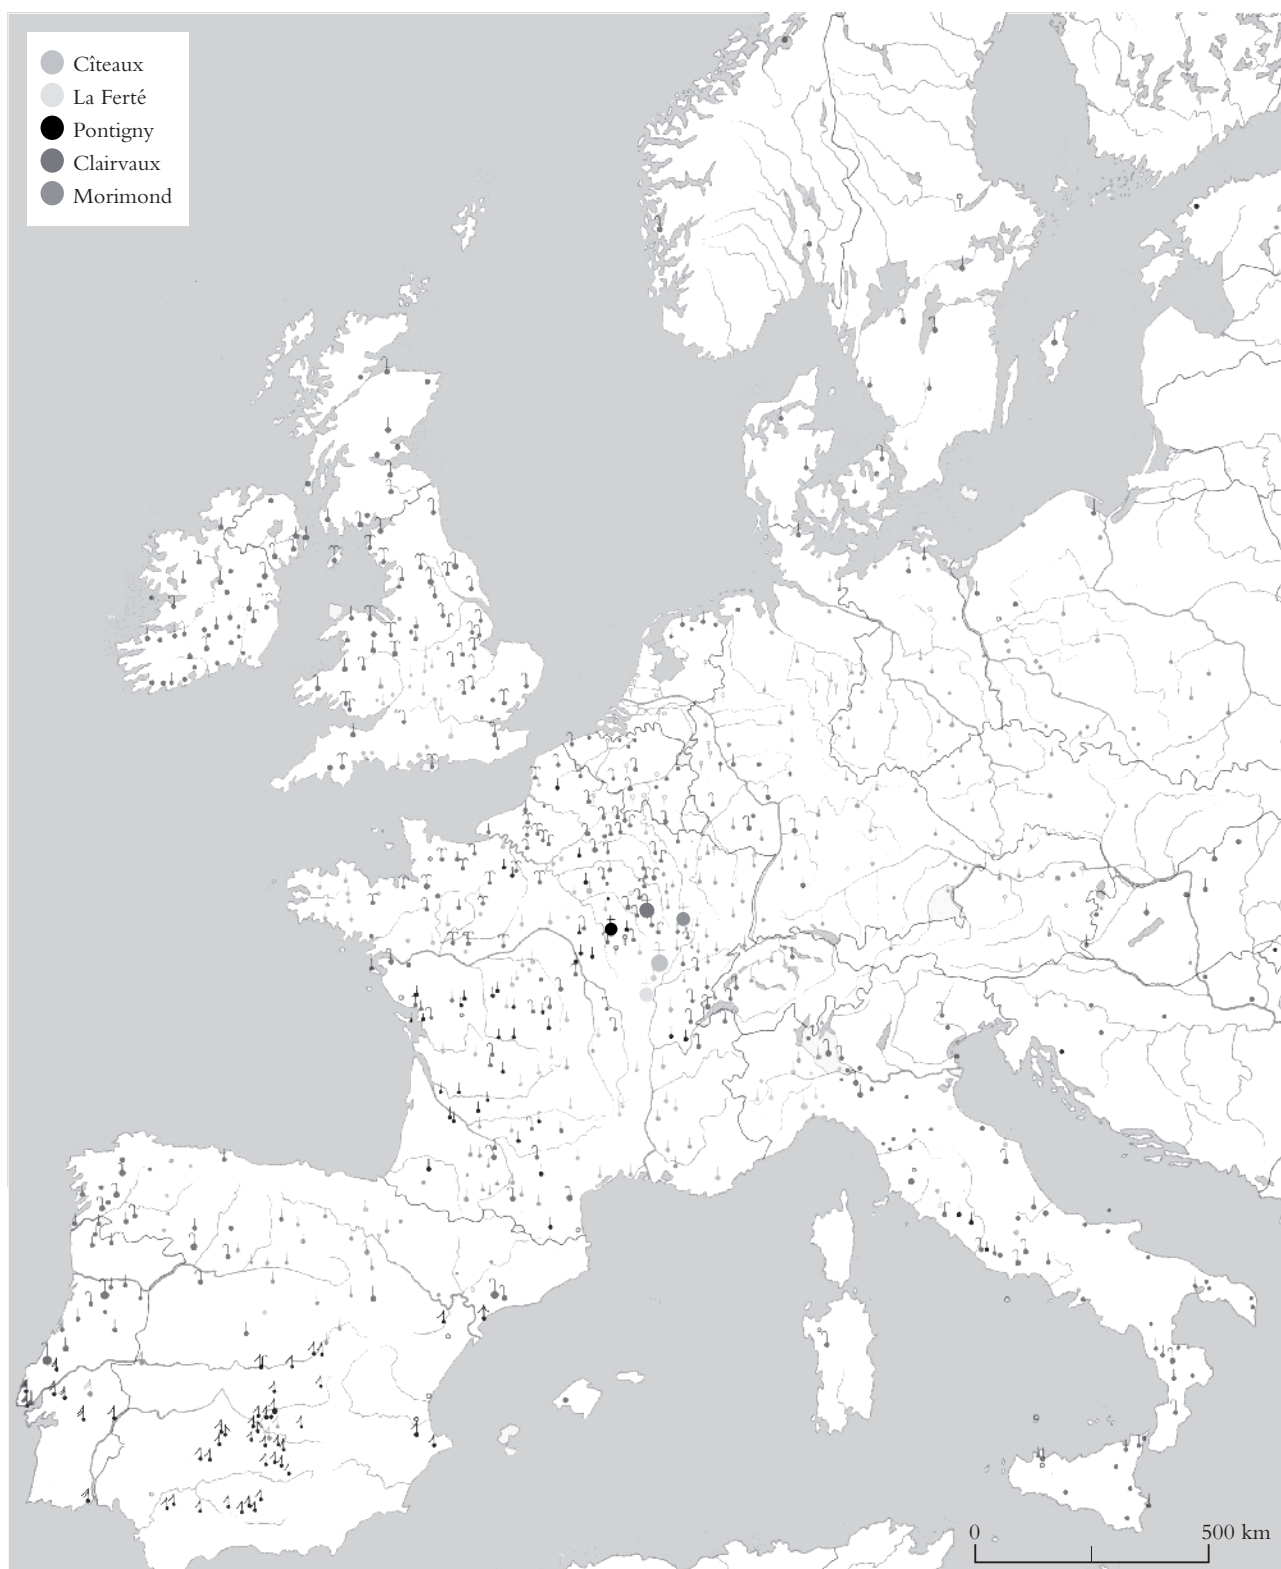 Cîteaux
La Ferté
Pontigny
Clairvaux
Morimond
0 500 km